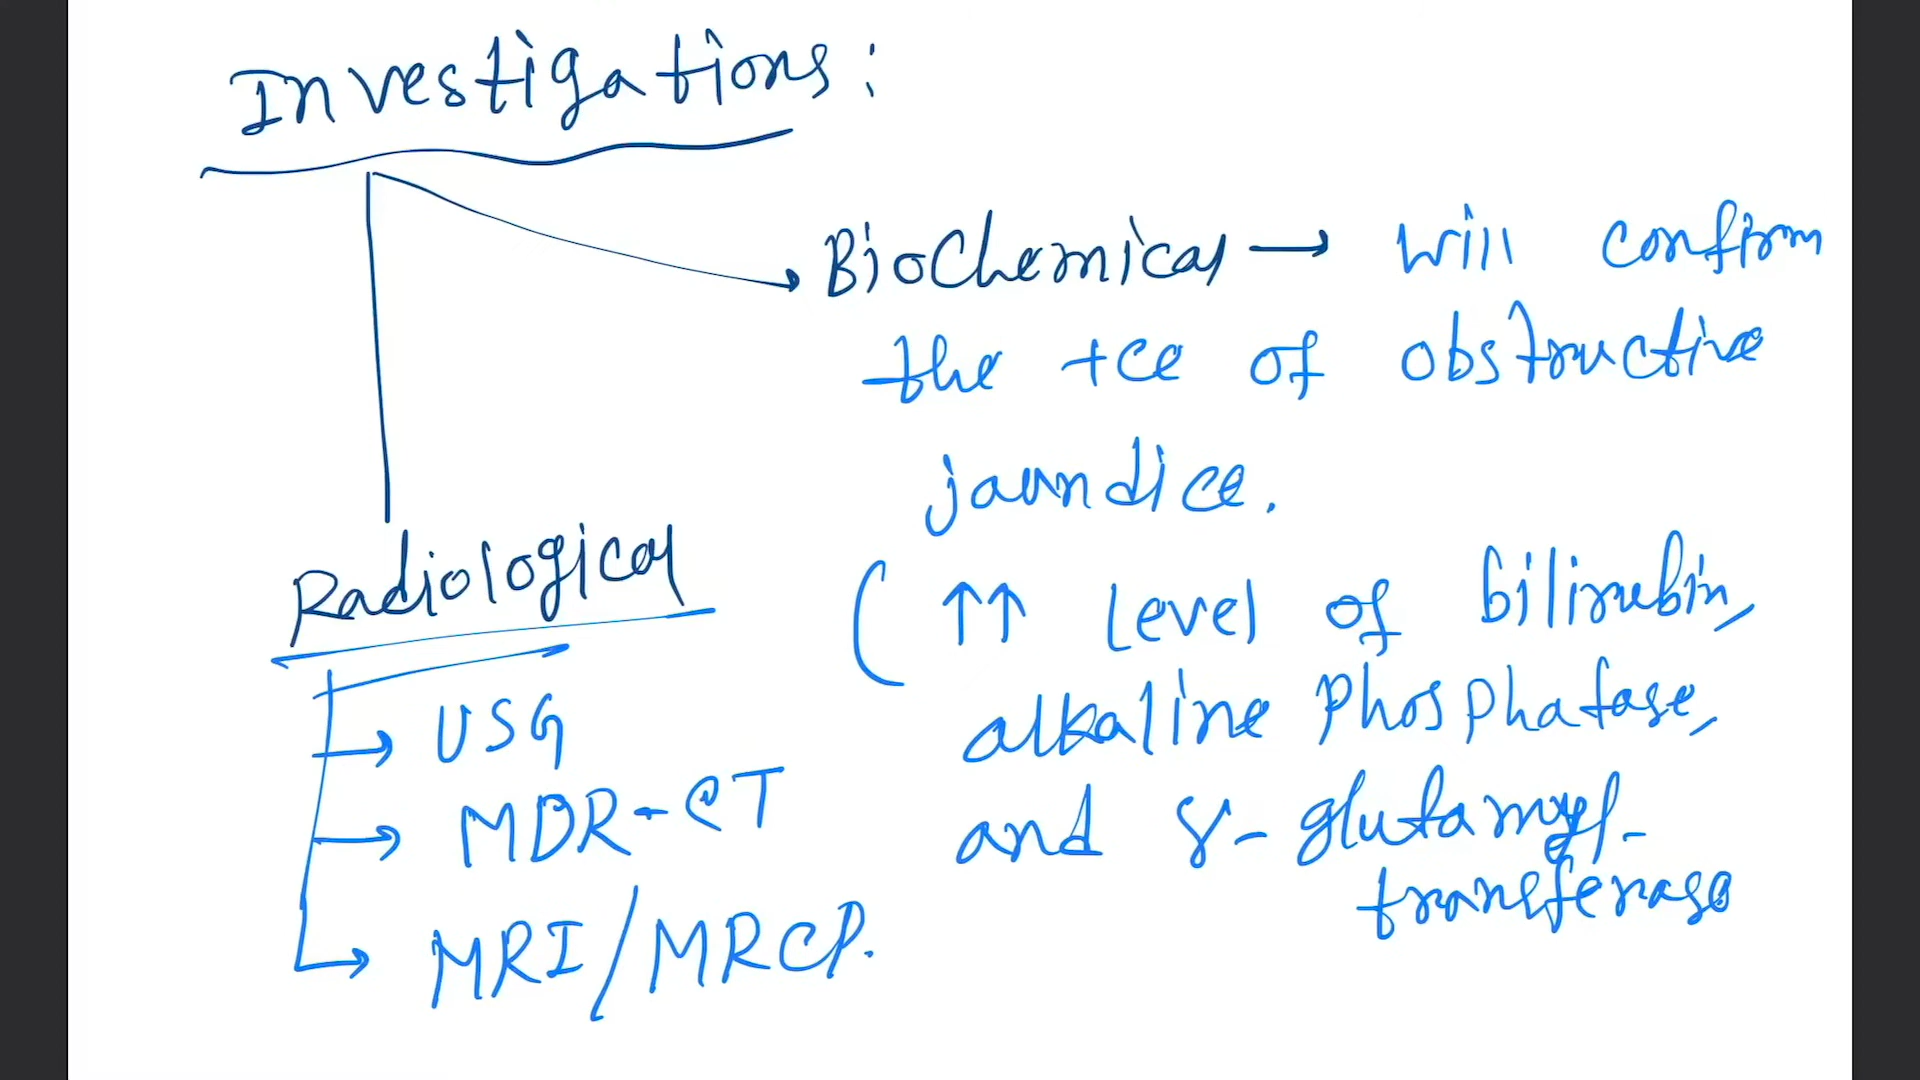 Investigations:
BioChemical → will confirm
the +ce of obstructive
jaundice.
Radiological
(↑↑ Level of bilirubin,
alkaline phosphatase,
and γ-glutamyl-
transferase
→ USG
→ MDR-CT
→ MRI/MRCP.